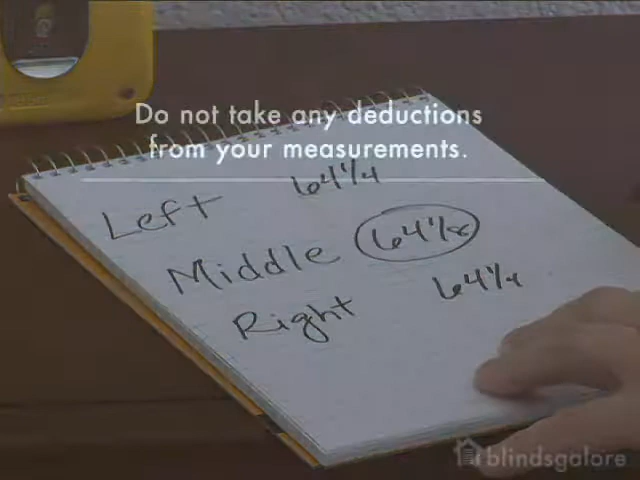 Do not take any deductions
from your measurements.
Left 64 1/4
Middle 64 1/8
Right 64 1/4
blindsgalore